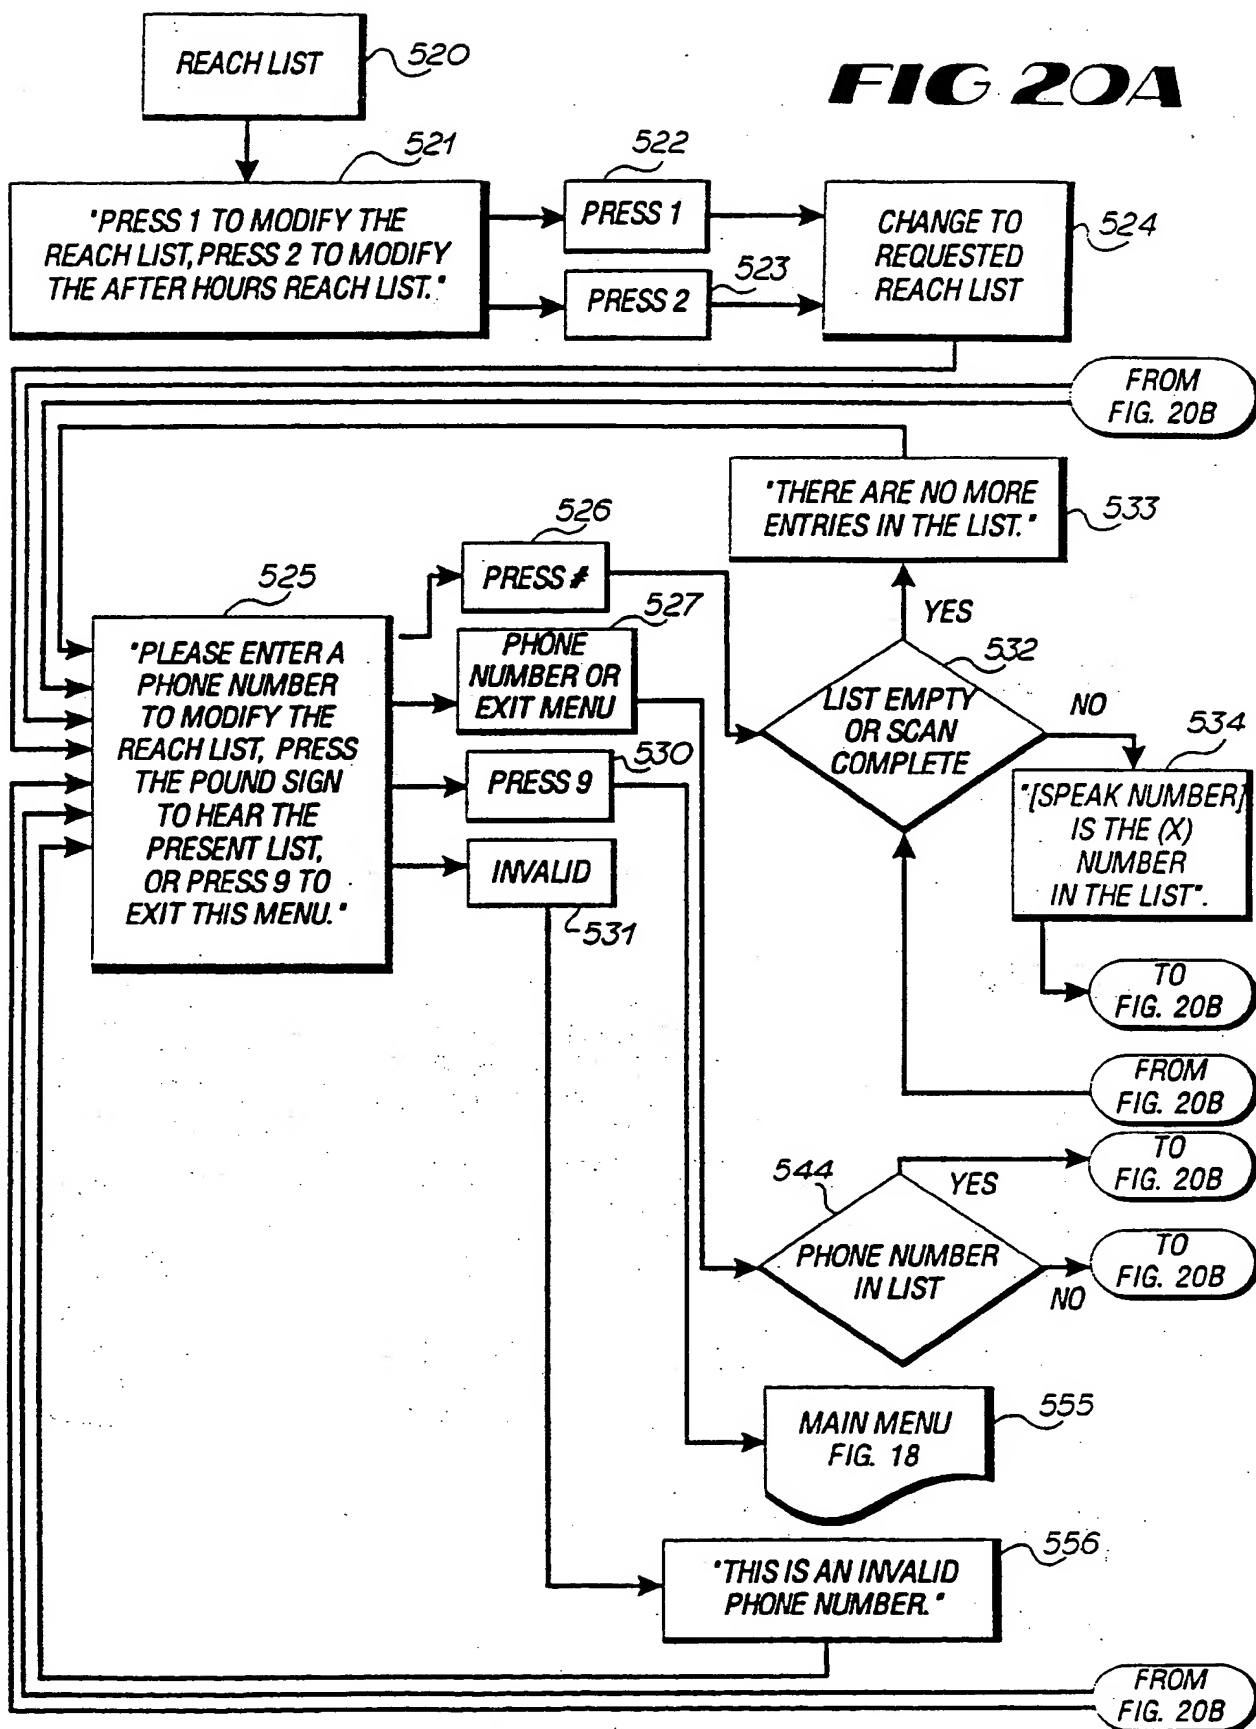 FIG 20A
REACH LIST
520
521
"PRESS 1 TO MODIFY THE
REACH LIST, PRESS 2 TO MODIFY
THE AFTER HOURS REACH LIST."
522
PRESS 1
523
PRESS 2
CHANGE TO
REQUESTED
REACH LIST
524
FROM
FIG. 20B
"THERE ARE NO MORE
ENTRIES IN THE LIST."
533
525
"PLEASE ENTER A
PHONE NUMBER
TO MODIFY THE
REACH LIST, PRESS
THE POUND SIGN
TO HEAR THE
PRESENT LIST,
OR PRESS 9 TO
EXIT THIS MENU."
526
PRESS #
527
PHONE
NUMBER OR
EXIT MENU
530
PRESS 9
INVALID
531
YES
532
LIST EMPTY
OR SCAN
COMPLETE
NO
534
"[SPEAK NUMBER]
IS THE (X)
NUMBER
IN THE LIST".
TO
FIG. 20B
FROM
FIG. 20B
TO
FIG. 20B
544
YES
PHONE NUMBER
IN LIST
NO
TO
FIG. 20B
MAIN MENU
FIG. 18
555
"THIS IS AN INVALID
PHONE NUMBER."
556
FROM
FIG. 20B